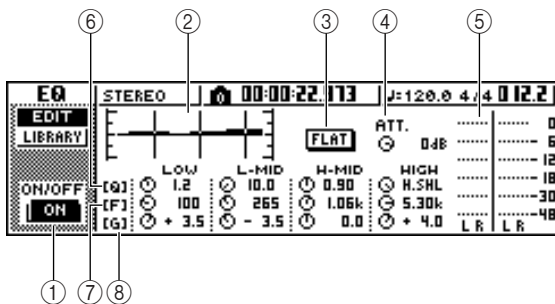 ⑥ ② ③ ④ ⑤
EQ STEREO 00:00:22.773 ♩=120.0 4/4 012.2
EDIT
LIBRARY
FLAT ATT.
0dB
0
6
12
18
30
48
LOW L-MID H-MID HIGH
ON/OFF
ON
[Q] 1.2 10.0 0.90 H.SHL
[F] 100 265 1.06k 5.30k
[G] + 3.5 - 3.5 0.0 + 4.0
L R L R
① ⑦ ⑧